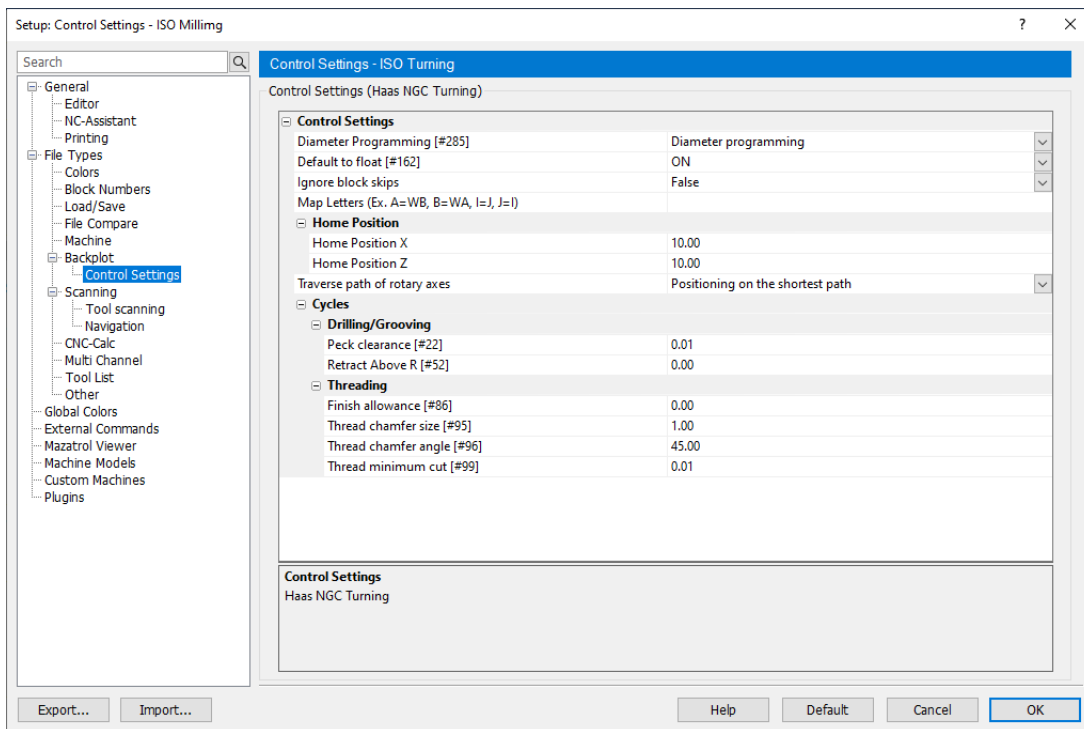 Setup: Control Settings - ISO Millimg
?
Search
General
Editor
NC-Assistant
Printing
File Types
Colors
Block Numbers
Load/Save
File Compare
Machine
Backplot
Control Settings
Scanning
Tool scanning
Navigation
CNC-Calc
Multi Channel
Tool List
Other
Global Colors
External Commands
Mazatrol Viewer
Machine Models
Custom Machines
Plugins
Control Settings - ISO Turning
Control Settings (Haas NGC Turning)
Control Settings
Diameter Programming [#285] Diameter programming
Default to float [#162] ON
Ignore block skips False
Map Letters (Ex. A=WB, B=WA, I=J, J=I)
Home Position
Home Position X 10.00
Home Position Z 10.00
Traverse path of rotary axes Positioning on the shortest path
Cycles
Drilling/Grooving
Peck clearance [#22] 0.01
Retract Above R [#52] 0.00
Threading
Finish allowance [#86] 0.00
Thread chamfer size [#95] 1.00
Thread chamfer angle [#96] 45.00
Thread minimum cut [#99] 0.01
Control Settings
Haas NGC Turning
Export... Import... Help Default Cancel OK